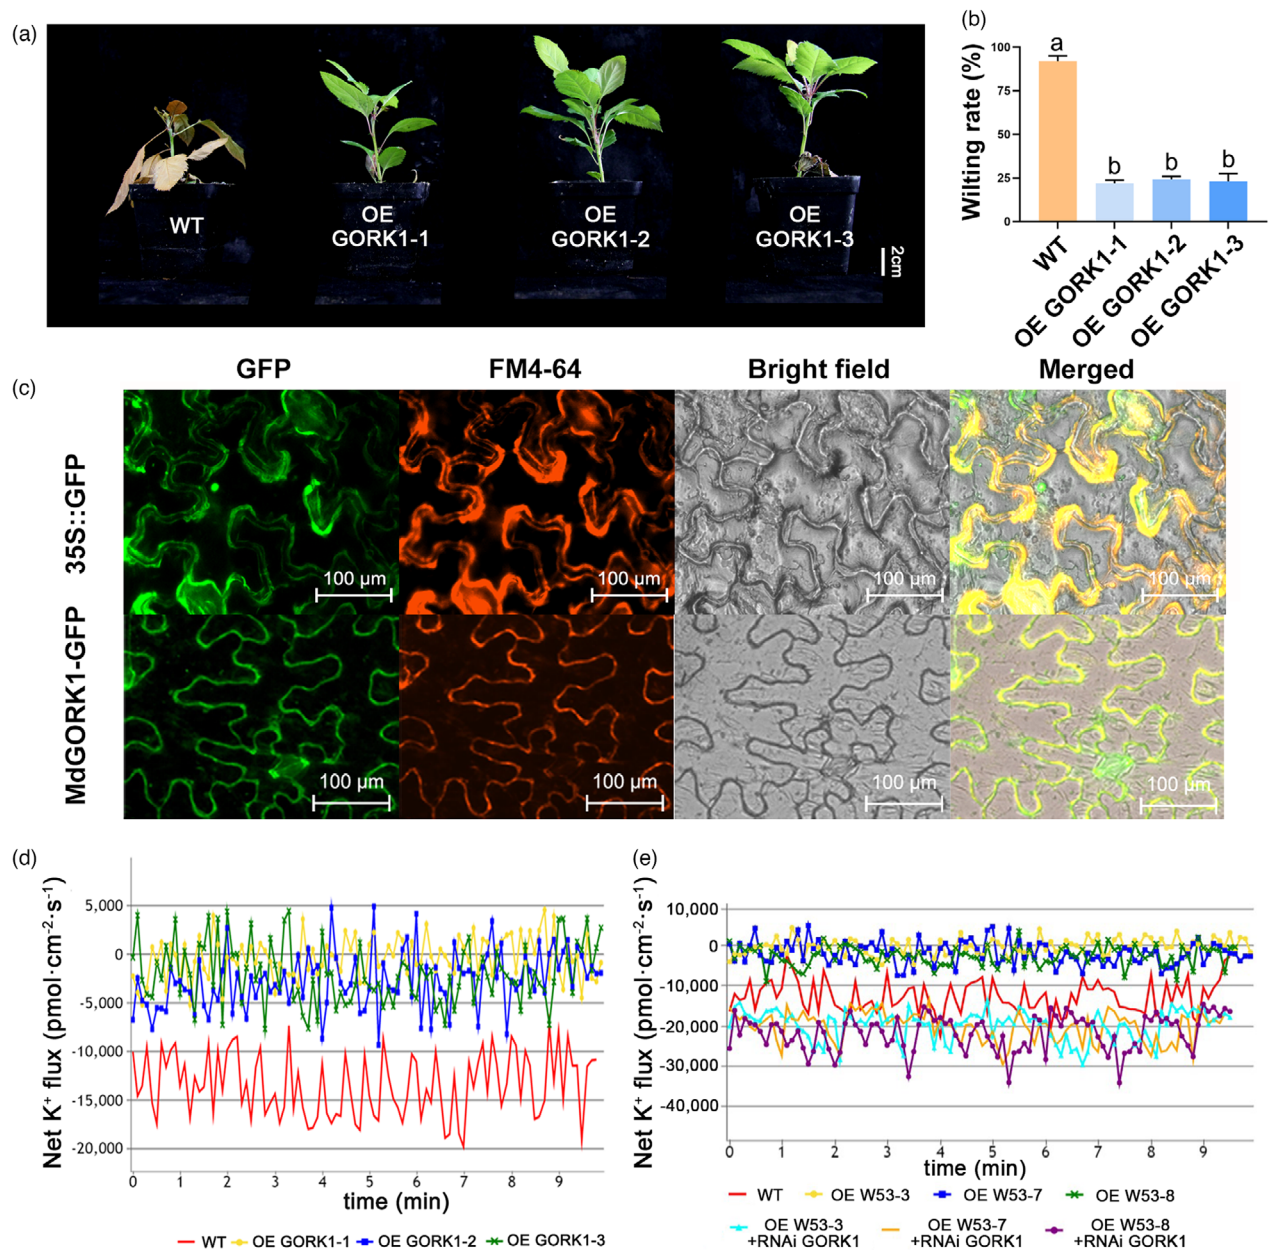 (a)
WT
OE
GORK1-1
OE
GORK1-2
OE
GORK1-3
2cm
(b)
Wilting rate (%)
100
75
50
25
0
a
b
b
b
WT
OE GORK1-1
OE GORK1-2
OE GORK1-3
(c)
GFP
FM4-64
Bright field
Merged
35S::GFP
100 µm
100 µm
100 µm
100 µm
MdGORK1-GFP
100 µm
100 µm
100 µm
100 µm
(d)
Net K⁺ flux (pmol·cm⁻²·s⁻¹)
5,000
0
-5,000
-10,000
-15,000
-20,000
0 1 2 3 4 5 6 7 8 9
time (min)
WT OE GORK1-1 OE GORK1-2 OE GORK1-3
(e)
Net K⁺ flux (pmol·cm⁻²·s⁻¹)
10,000
0
-10,000
-20,000
-30,000
-40,000
0 1 2 3 4 5 6 7 8 9
time (min)
WT OE W53-3 OE W53-7 OE W53-8
OE W53-3 OE W53-7 OE W53-8
+RNAi GORK1 +RNAi GORK1 +RNAi GORK1